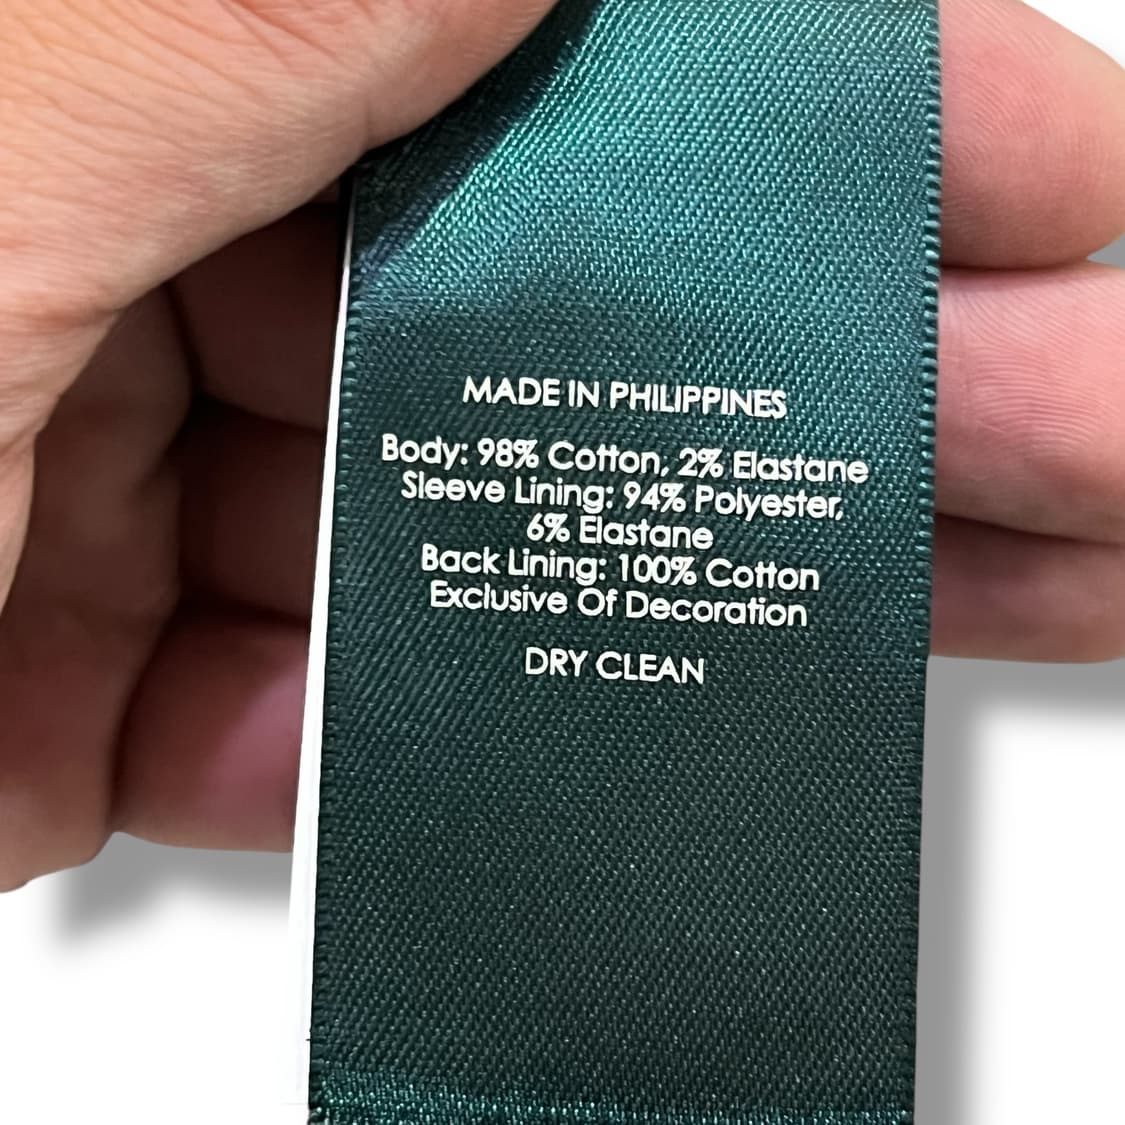 MADE IN PHILIPPINES
Body: 98% Cotton, 2% Elastane
Sleeve Lining: 94% Polyester,
6% Elastane
Back Lining: 100% Cotton
Exclusive Of Decoration
DRY CLEAN